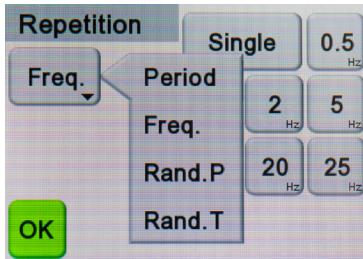 Repetition
Single
0.5
Hz
Freq.
Period
Freq.
Rand.P
Rand.T
2
Hz
5
Hz
20
Hz
25
Hz
OK